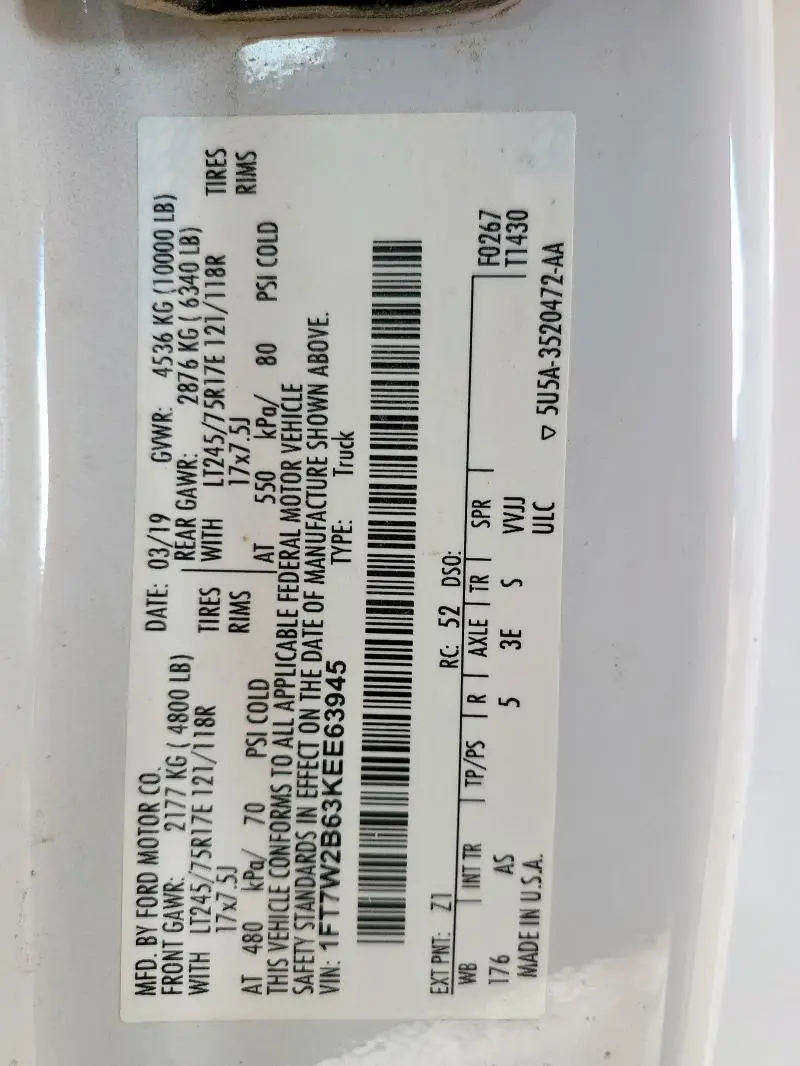 MFD. BY FORD MOTOR CO. DATE: 03/19 GVWR: 4536 KG (10000 LB)
FRONT GAWR: 2177 KG ( 4800 LB) REAR GAWR: 2876 KG ( 6340 LB)
WITH LT245/75R17E 121/118R TIRES WITH LT245/75R17E 121/118R TIRES
17x7.5J RIMS 17x7.5J RIMS
AT 480 kPa/ 70 PSI COLD AT 550 kPa/ 80 PSI COLD
THIS VEHICLE CONFORMS TO ALL APPLICABLE FEDERAL MOTOR VEHICLE
SAFETY STANDARDS IN EFFECT ON THE DATE OF MANUFACTURE SHOWN ABOVE.
VIN: 1FT7W2B63KEE63945 TYPE: Truck
EXT PNT: Z1 RC: 52 DSO: F0267
WB INT TR TP/PS R AXLE TR SPR T1430
176 AS 5 3E S VVJJ
MADE IN U.S.A. ULC ▽ 5U5A-3520472-AA